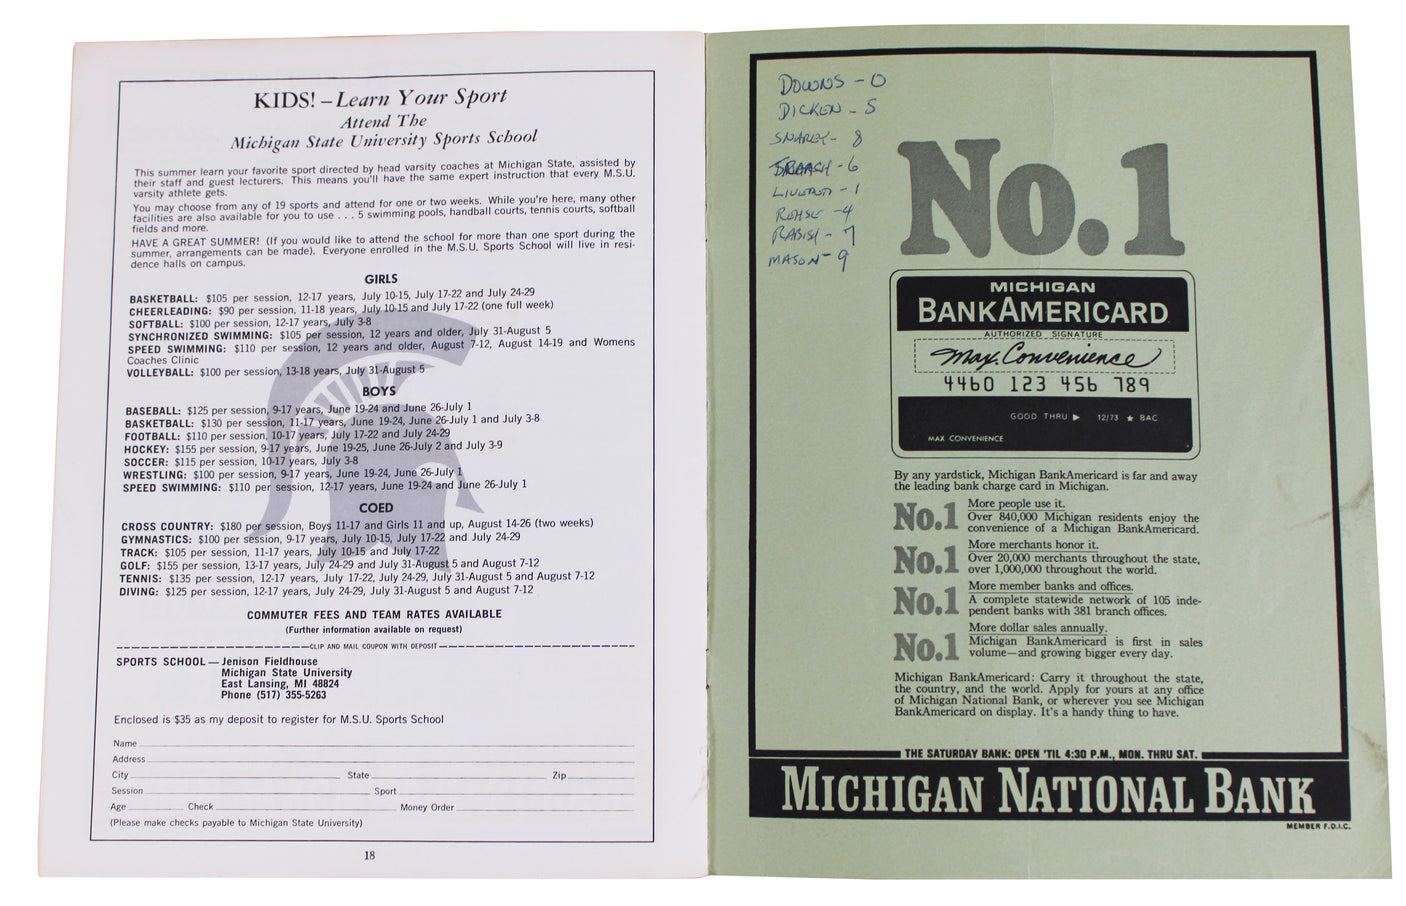 KIDS! – Learn Your Sport
Attend The
Michigan State University Sports School
This summer learn your favorite sport directed by head varsity coaches at Michigan State, assisted by
their staff and guest lecturers. This means you'll have the same expert instruction that every M.S.U.
varsity athlete gets.
You may choose from any of 19 sports and attend for one or two weeks. While you're here, many other
facilities are also available for you to use . . . 5 swimming pools, handball courts, tennis courts, softball
fields and more.
HAVE A GREAT SUMMER! (If you would like to attend the school for more than one sport during the
summer, arrangements can be made). Everyone enrolled in the M.S.U. Sports School will live in resi-
dence halls on campus.
GIRLS
BASKETBALL: $105 per session, 12-17 years, July 10-15, July 17-22 and July 24-29
CHEERLEADING: $90 per session, 11-18 years, July 10-15 and July 17-22 (one full week)
SOFTBALL: $100 per session, 12-17 years, July 3-8
SYNCHRONIZED SWIMMING: $105 per session, 12 years and older, July 31-August 5
SPEED SWIMMING: $110 per session, 12 years and older, August 7-12, August 14-19 and Womens
Coaches Clinic
VOLLEYBALL: $100 per session, 13-18 years, July 31-August 5
BOYS
BASEBALL: $125 per session, 9-17 years, June 19-24 and June 26-July 1
BASKETBALL: $130 per session, 11-17 years, June 19-24, June 26-July 1 and July 3-8
FOOTBALL: $110 per session, 10-17 years, July 17-22 and July 24-29
HOCKEY: $155 per session, 9-17 years, June 19-25, June 26-July 2 and July 3-9
SOCCER: $115 per session, 10-17 years, July 3-8
WRESTLING: $100 per session, 9-17 years, June 19-24, June 26-July 1
SPEED SWIMMING: $110 per session, 12-17 years, June 19-24 and June 26-July 1
COED
CROSS COUNTRY: $180 per session, Boys 11-17 and Girls 11 and up, August 14-26 (two weeks)
GYMNASTICS: $100 per session, 9-17 years, July 10-15, July 17-22 and July 24-29
TRACK: $105 per session, 11-17 years, July 10-15 and July 17-22
GOLF: $155 per session, 13-17 years, July 24-29 and July 31-August 5 and August 7-12
TENNIS: $135 per session, 12-17 years, July 17-22, July 24-29, July 31-August 5 and August 7-12
DIVING: $125 per session, 12-17 years, July 24-29, July 31-August 5 and August 7-12
COMMUTER FEES AND TEAM RATES AVAILABLE
(Further information available on request)
CLIP AND MAIL COUPON WITH DEPOSIT
SPORTS SCHOOL — Jenison Fieldhouse
Michigan State University
East Lansing, MI 48824
Phone (517) 355-5263
Enclosed is $35 as my deposit to register for M.S.U. Sports School
Name
Address
City State Zip
Session Sport
Age Check Money Order
(Please make checks payable to Michigan State University)
18
DOWNS - 0
DICKEN - 5
SNAREY - 8
- 6
- 1
REHSE - 4
RABISH - 7
MASON - 9
No.1
MICHIGAN
BANKAMERICARD
AUTHORIZED SIGNATURE
Max Convenience
4460 123 456 789
GOOD THRU ▶ 12/73 ★ BAC
MAX CONVENIENCE
By any yardstick, Michigan BankAmericard is far and away
the leading bank charge card in Michigan.
No.1 More people use it.
Over 840,000 Michigan residents enjoy the
convenience of a Michigan BankAmericard.
No.1 More merchants honor it.
Over 20,000 merchants throughout the state,
over 1,000,000 throughout the world.
No.1 More member banks and offices.
A complete statewide network of 105 inde-
pendent banks with 381 branch offices.
No.1 More dollar sales annually.
Michigan BankAmericard is first in sales
volume—and growing bigger every day.
Michigan BankAmericard: Carry it throughout the state,
the country, and the world. Apply for yours at any office
of Michigan National Bank, or wherever you see Michigan
BankAmericard on display. It's a handy thing to have.
THE SATURDAY BANK: OPEN 'TIL 4:30 P.M., MON. THRU SAT.
MICHIGAN NATIONAL BANK
MEMBER F.D.I.C.